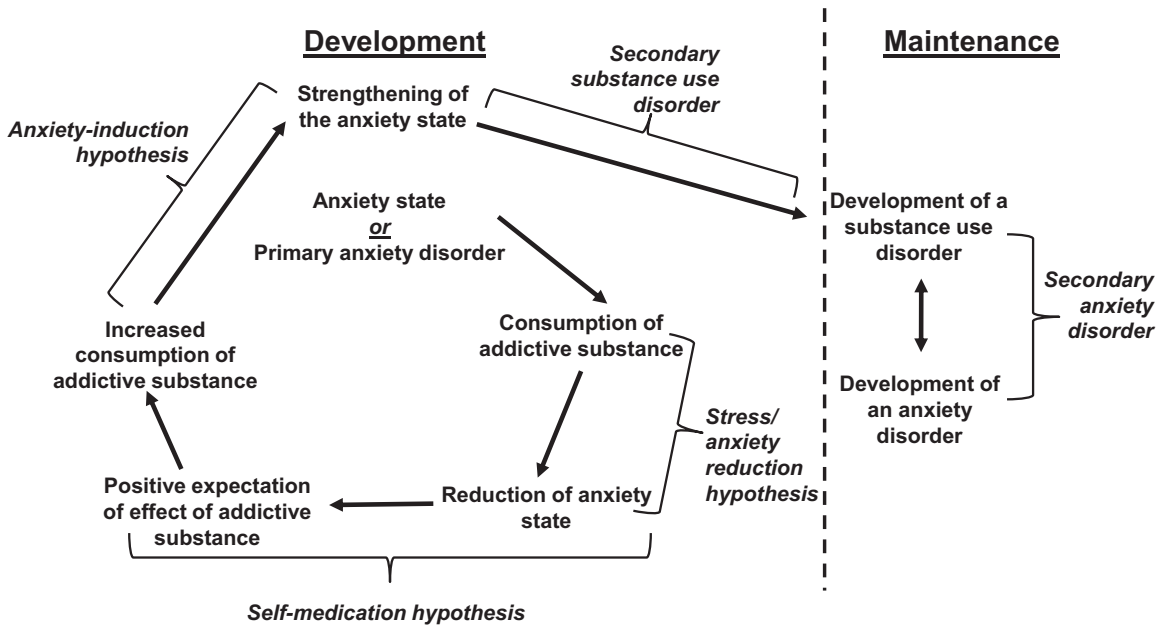 Development
Maintenance
Secondary
substance use
disorder
Strengthening of
the anxiety state
Anxiety-induction
hypothesis
Anxiety state
or
Primary anxiety disorder
Development of a
substance use
disorder
Secondary
anxiety
disorder
Increased
consumption of
addictive substance
Consumption of
addictive substance
Development of
an anxiety
disorder
Stress/
anxiety
reduction
hypothesis
Positive expectation
of effect of addictive
substance
Reduction of anxiety
state
Self-medication hypothesis